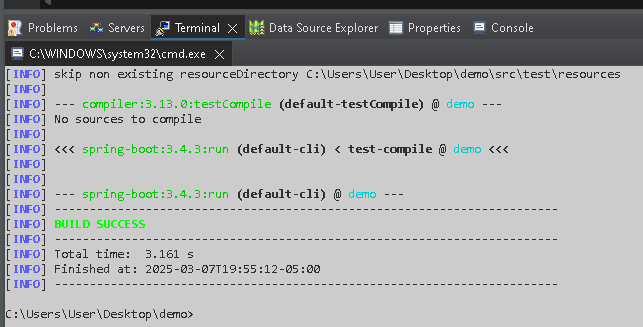 Problems Servers Terminal Data Source Explorer Properties Console
C:\WINDOWS\system32\cmd.exe
[INFO] skip non existing resourceDirectory C:\Users\User\Desktop\demo\src\test\resources
[INFO]
[INFO] --- compiler:3.13.0:testCompile (default-testCompile) @ demo ---
[INFO] No sources to compile
[INFO]
[INFO] <<< spring-boot:3.4.3:run (default-cli) < test-compile @ demo <<<
[INFO]
[INFO]
[INFO] --- spring-boot:3.4.3:run (default-cli) @ demo ---
[INFO] ------------------------------------------------------------------------
[INFO] BUILD SUCCESS
[INFO] ------------------------------------------------------------------------
[INFO] Total time:  3.161 s
[INFO] Finished at: 2025-03-07T19:55:12-05:00
[INFO] ------------------------------------------------------------------------
C:\Users\User\Desktop\demo>